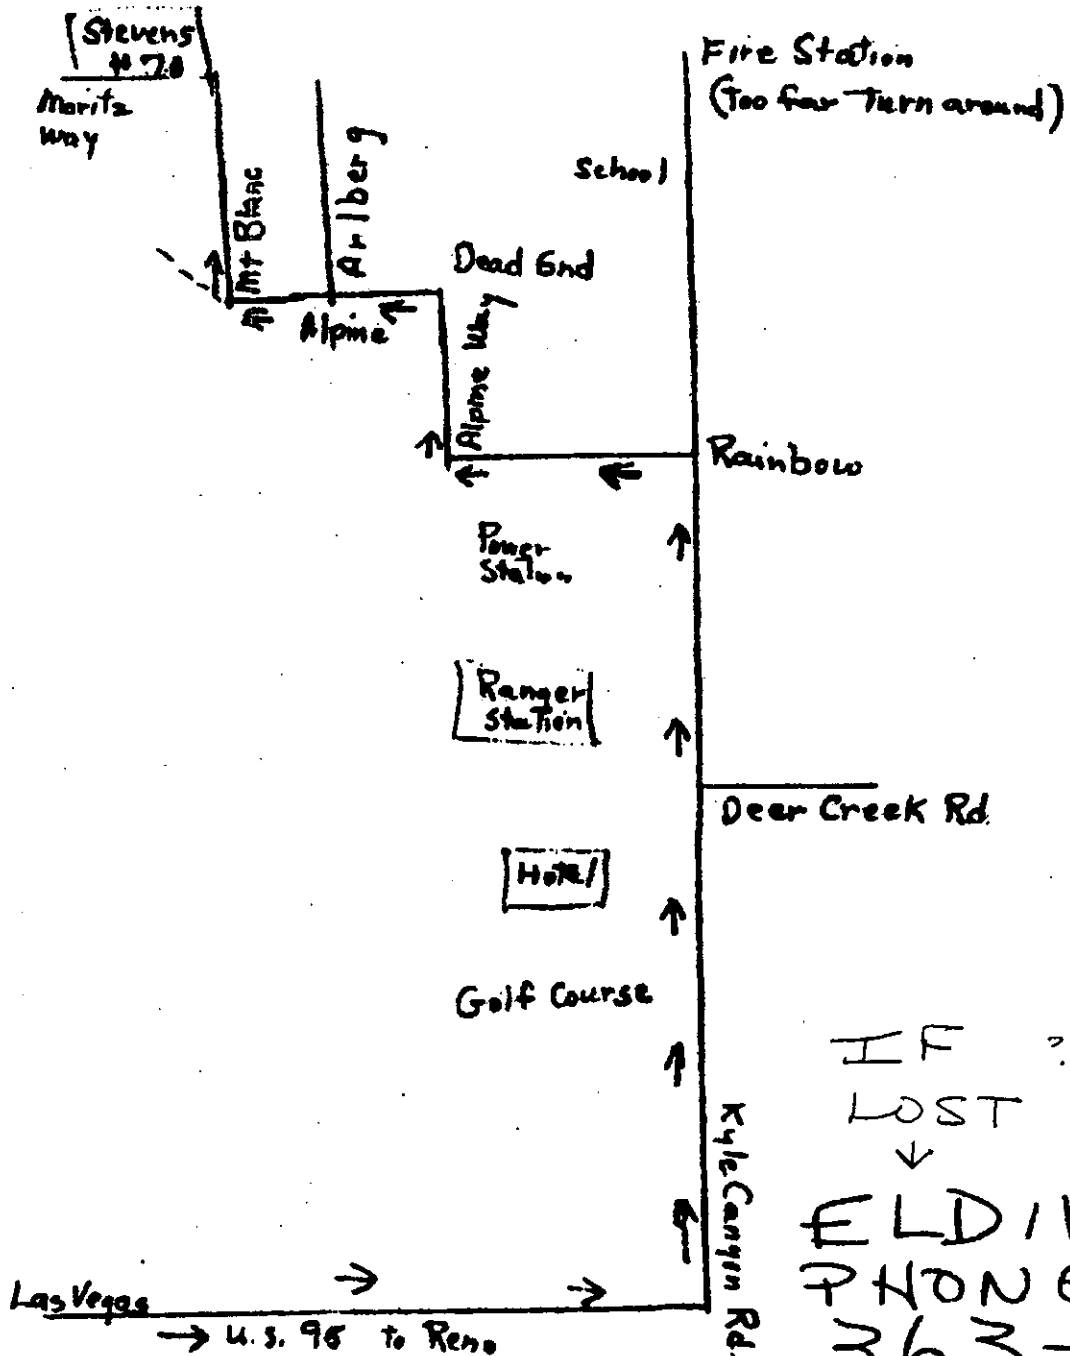 Stevens
# 70
Moritz
way
Fire Station
(Too far Turn around)
School
Mt Blanc
Arlberg
Dead End
Alpine
Alpine Way
Rainbow
Power
Station
Ranger
Station
Deer Creek Rd.
Hotel
Golf Course
IF ?
LOST
Kyle Canyon Rd.
PHONE
Las Vegas
U.S. 95 to Reno